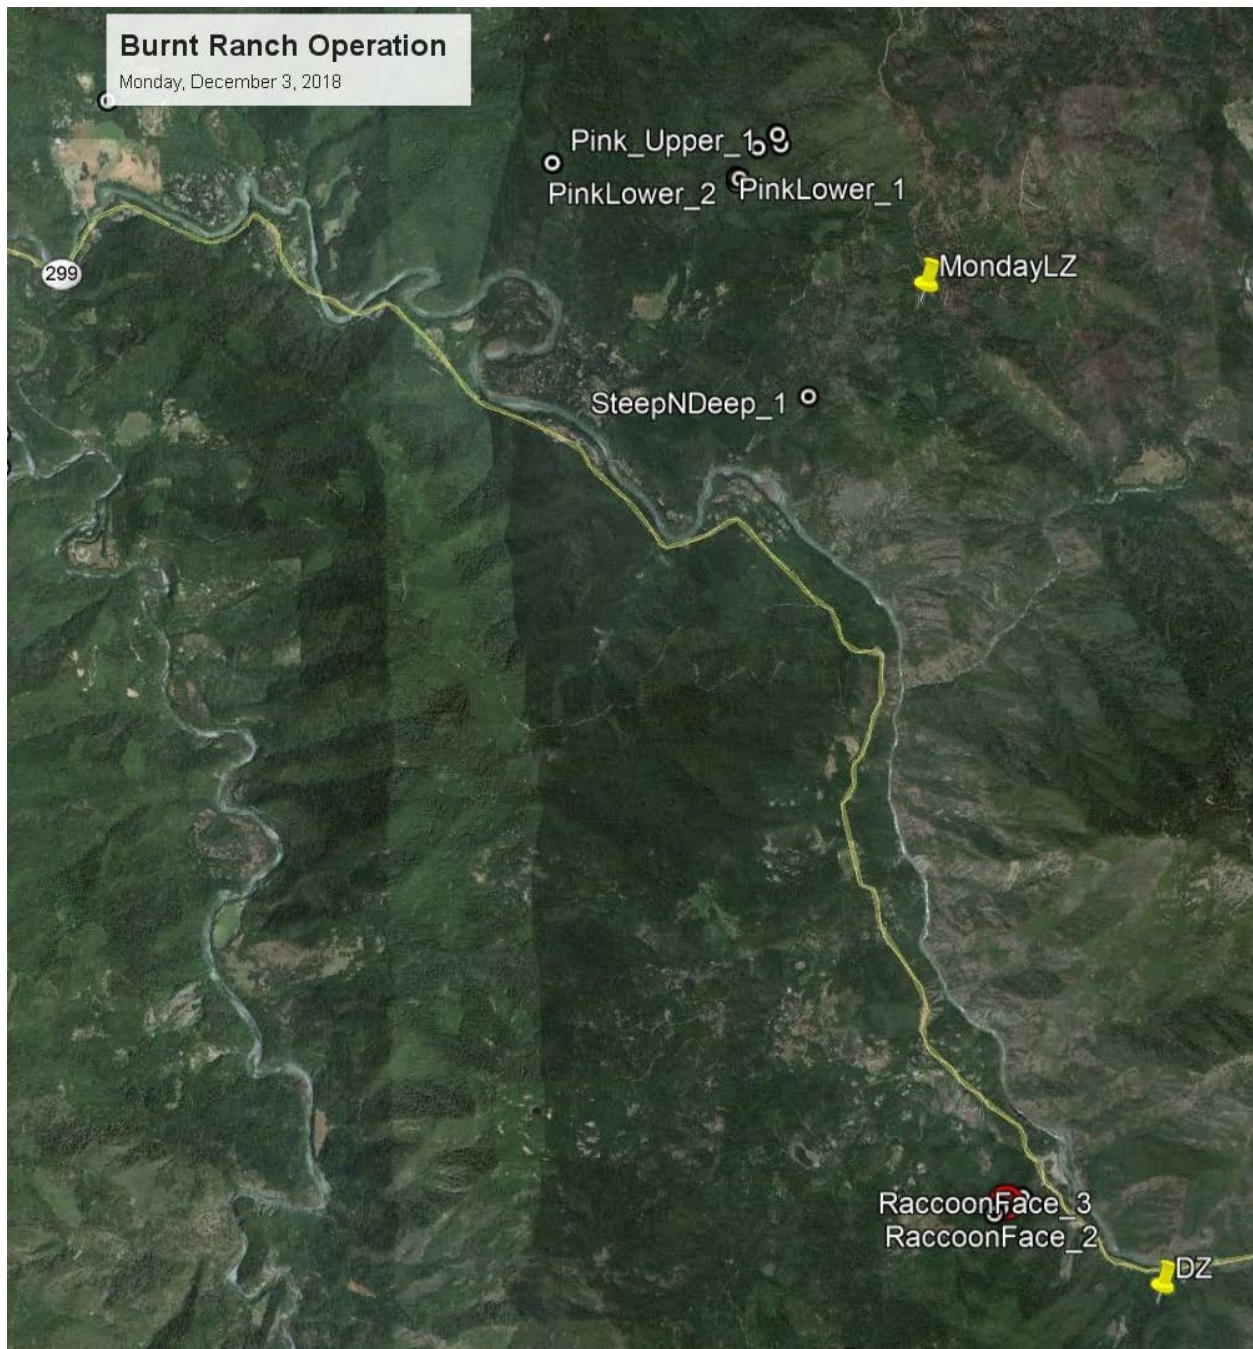 Burnt Ranch Operation
Monday, December 3, 2018
Pink_Upper_1
PinkLower_2
PinkLower_1
299
MondayLZ
SteepNDeep_1
RaccoonFace_3
RaccoonFace_2
DZ